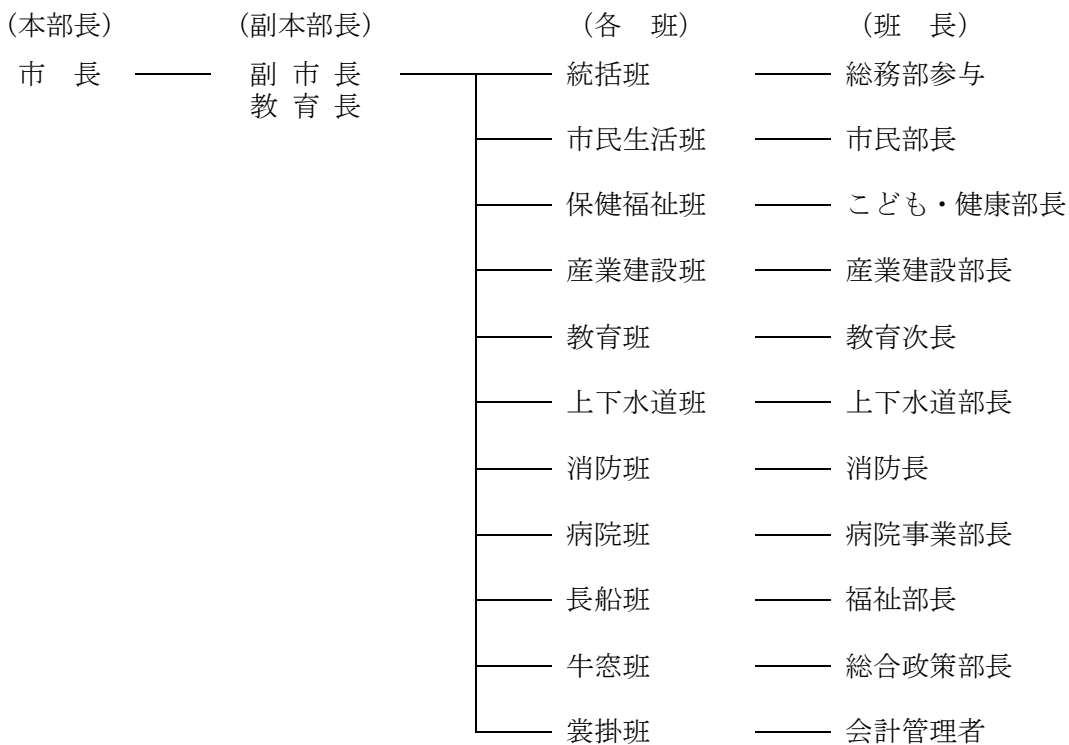 (本部長) (副本部長) (各 班) (班 長)
市 長 副 市 長 統括班 総務部参与
教 育 長
市民生活班 市民部長
保健福祉班 こども・健康部長
産業建設班 産業建設部長
教育班 教育次長
上下水道班 上下水道部長
消防班 消防長
病院班 病院事業部長
長船班 福祉部長
牛窓班 総合政策部長
裳掛班 会計管理者